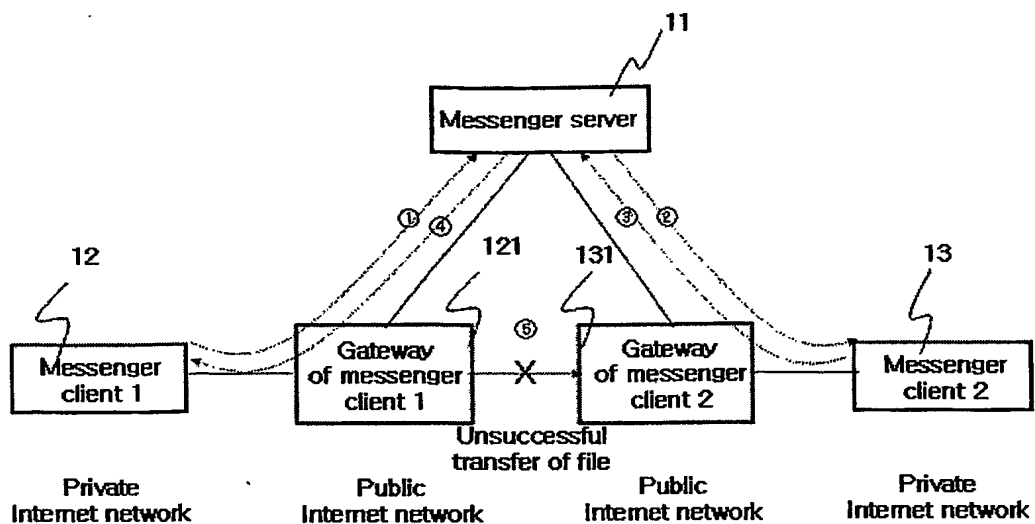 11
Messenger server
① ④ ③ ②
12
121
131
13
⑤
Messenger
client 1
Gateway
of messenger
client 1
X
Gateway
of messenger
client 2
Messenger
client 2
Unsuccessful
transfer of file
Private
Internet network
Public
Internet network
Public
Internet network
Private
Internet network